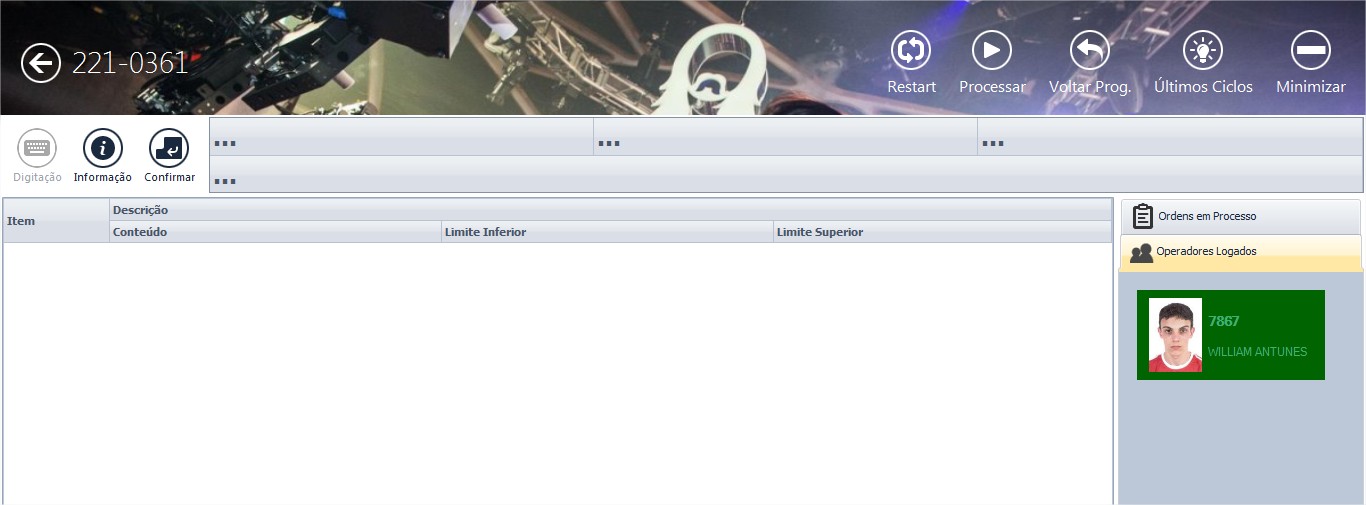 221-0361
Restart
Processar
Voltar Prog.
Últimos Ciclos
Minimizar
Digitação
Informação
Confirmar
...
...
...
...
Item
Descrição
Conteúdo
Limite Inferior
Limite Superior
Ordens em Processo
Operadores Logados
7867
WILLIAM ANTUNES